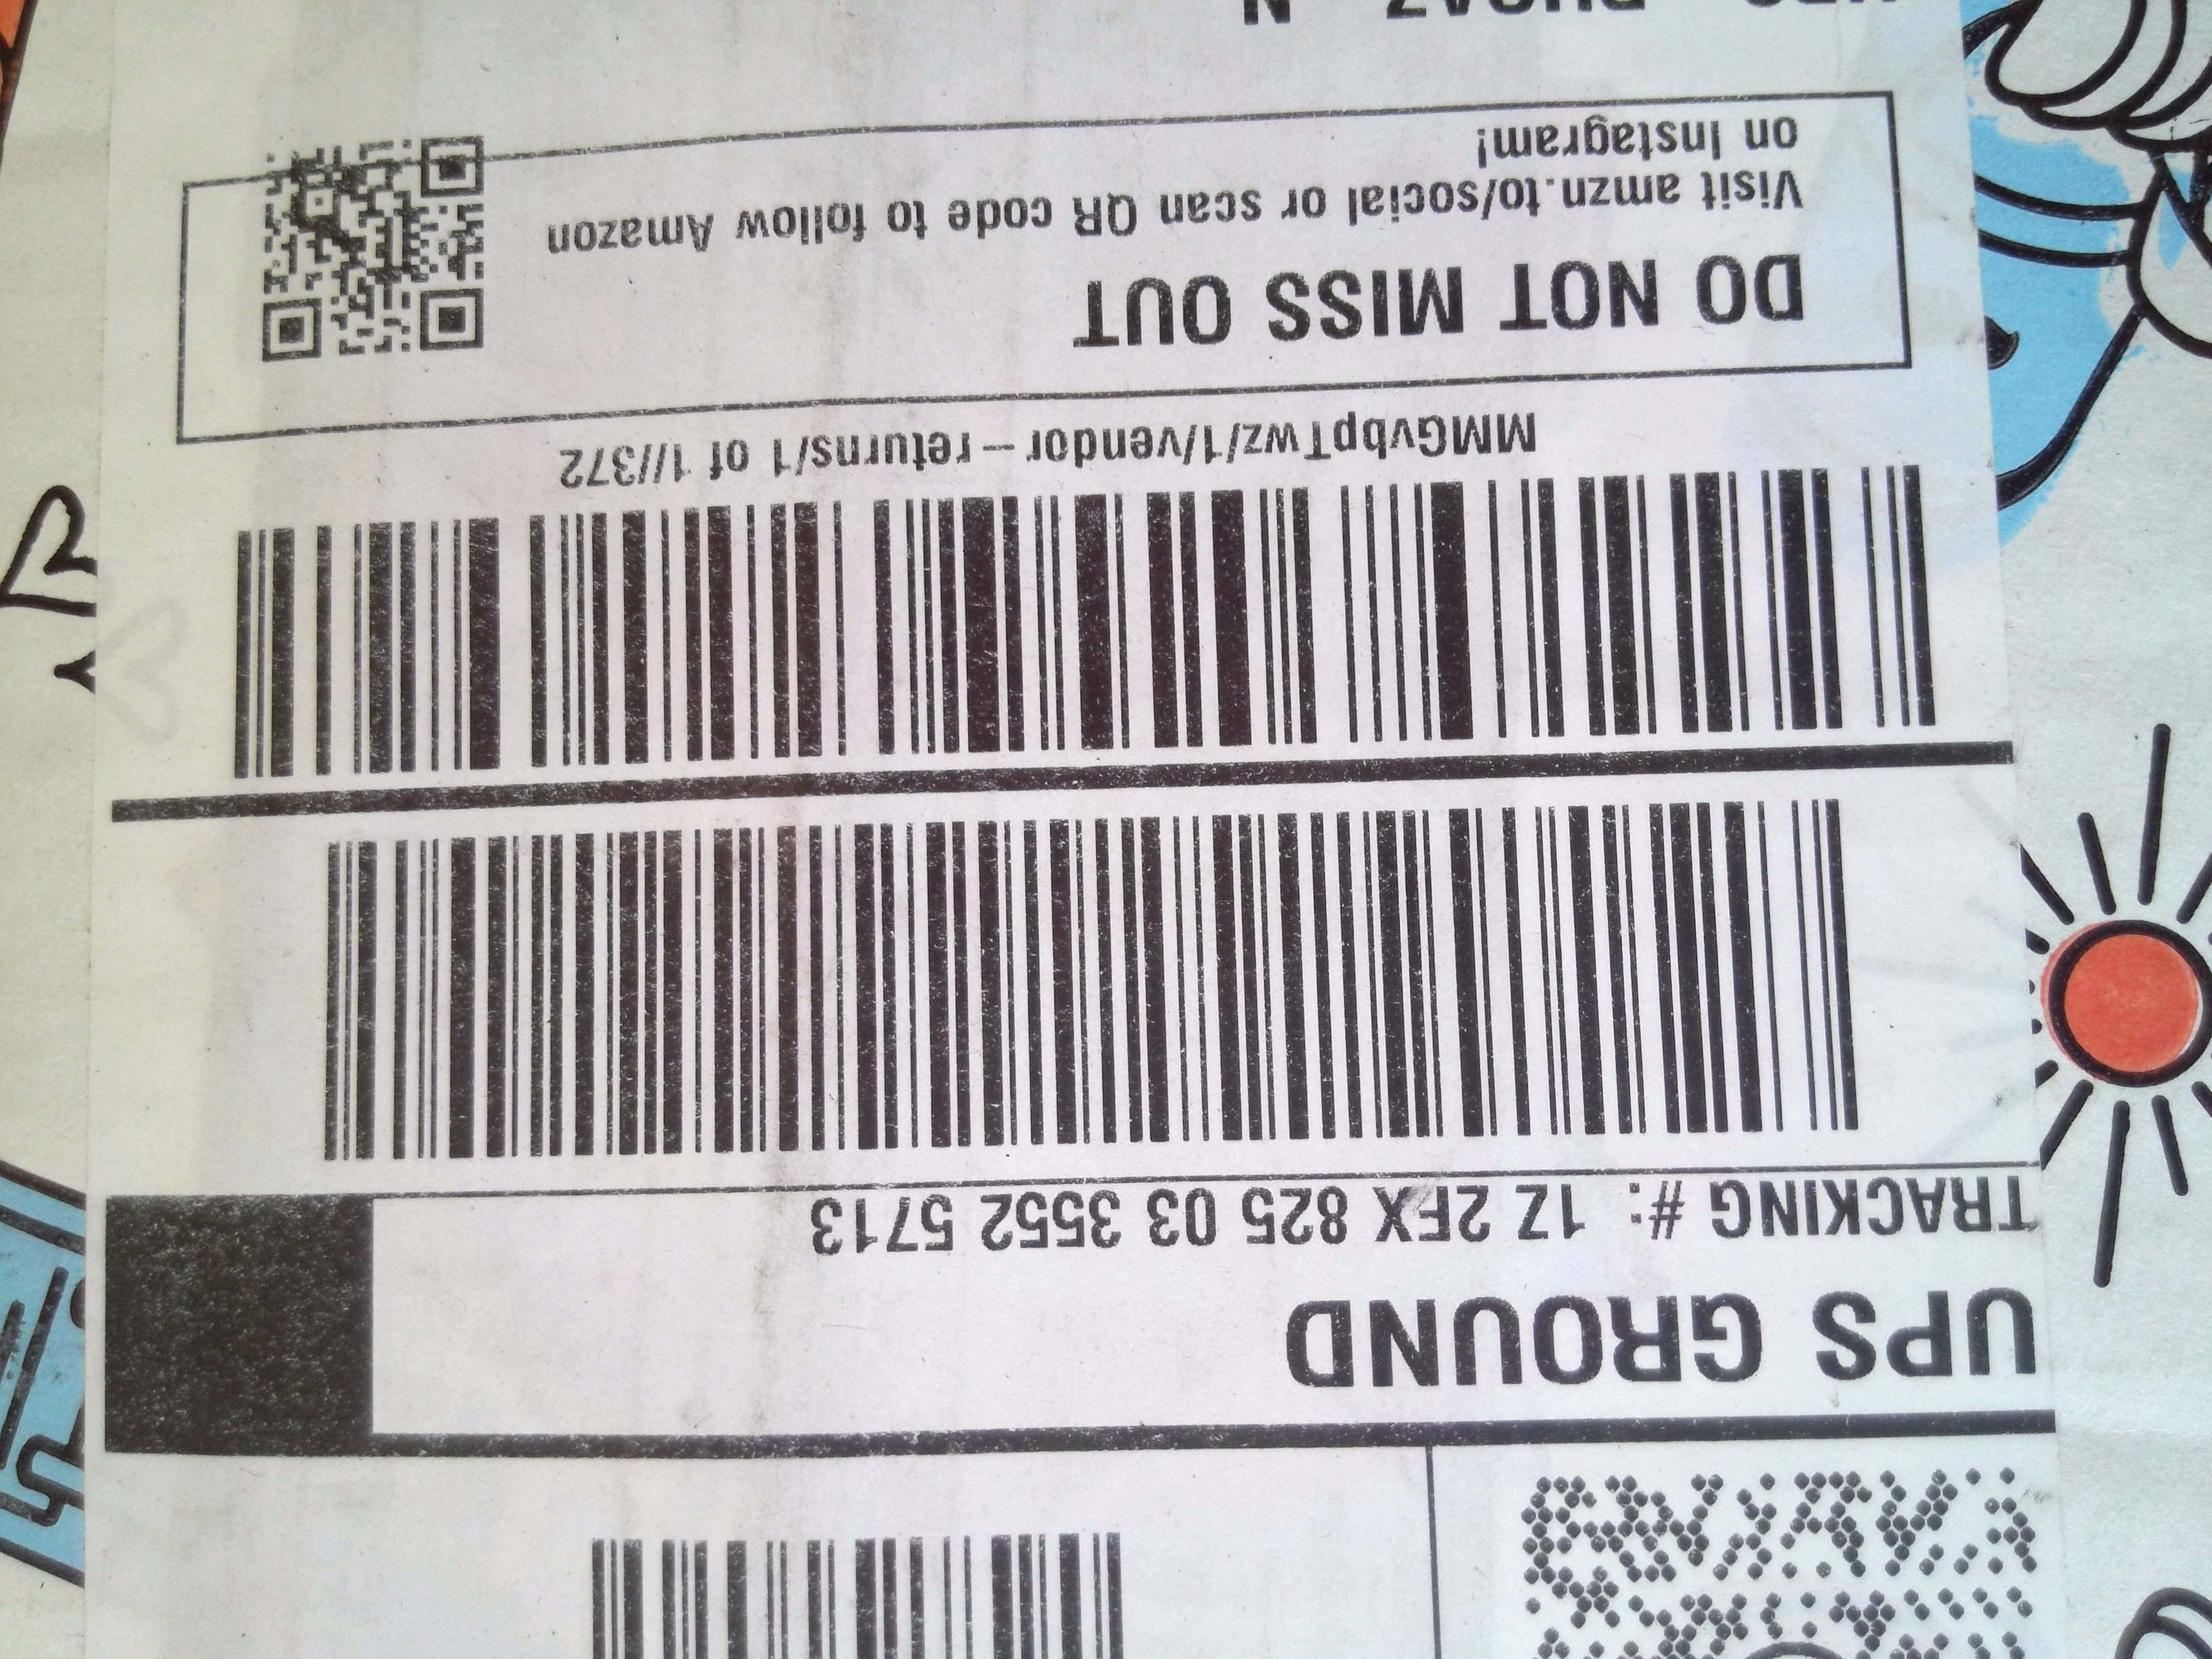 UPS GROUND
TRACKING #: 1Z 2FX 825 03 3552 5713
MMGvbpTwz/1/vendor-returns/1 of 1//372
DO NOT MISS OUT
Visit amzn.to/social or scan QR code to follow Amazon
on Instagram!